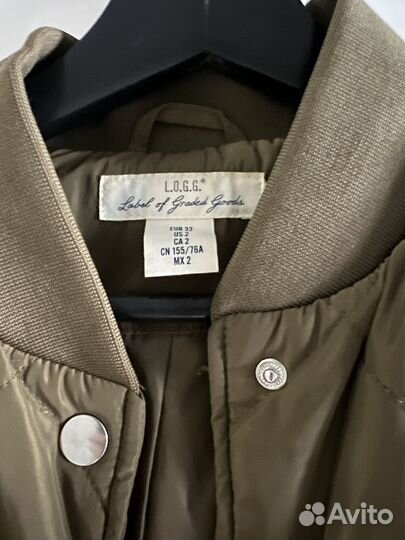 L.O.G.G.®
Label of Graded Goods
EUR 32
US 2
CA 2
CN 155/76A
MX 2
Avito